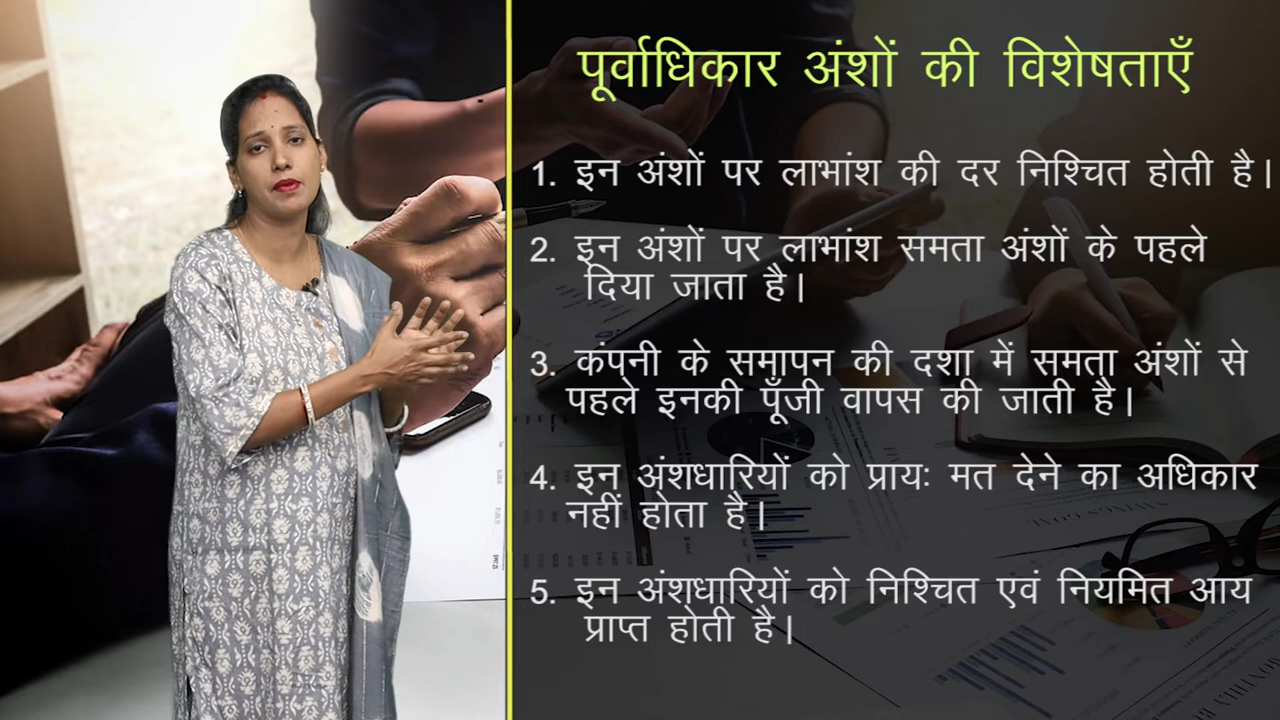 पूर्वाधिकार अंशों की विशेषताएँ
1. इन अंशों पर लाभांश की दर निश्चित होती है।
2. इन अंशों पर लाभांश समता अंशों के पहले
दिया जाता है।
3. कंपनी के समापन की दशा में समता अंशों से
पहले इनकी पूँजी वापस की जाती है।
4. इन अंशधारियों को प्रायः मत देने का अधिकार
नहीं होता है।
5. इन अंशधारियों को निश्चित एवं नियमित आय
प्राप्त होती है।